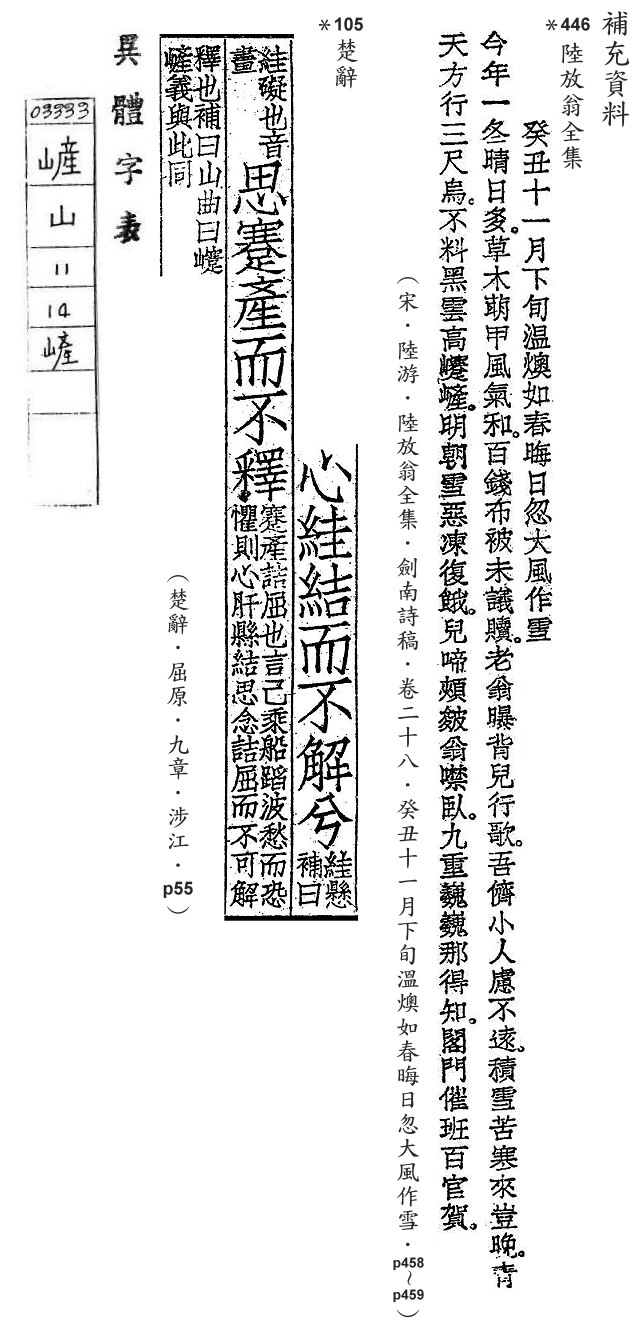 補充資料
*446 陸放翁全集
癸丑十一月下旬溫燠如春晦日忽大風作雪
今年一冬晴日多。草木萌甲風氣和。百錢布被未議贖。老翁曝背兒行歌。吾儕小人慮不遠。積雪苦寒來豈晚。青
天方行三尺烏。不料黑雲高㠘嵼。明朝雪惡凍復餓。兒啼頰皴翁噤臥。九重巍巍那得知。閤門催班百官賀。
（宋．陸游．陸放翁全集．劍南詩稿．卷二十八．癸丑十一月下旬溫燠如春晦日忽大風作雪．p458～p459）
*105 楚辭
心絓結而不解兮
絓懸
補曰
絓礙也音
畫
思蹇產而不釋
蹇產詰屈也言己乘船蹈波愁而恐
懼則心肝縣結思念詰屈而不可解
釋也補曰山曲曰㠘
嵼義與此同
（楚辭．屈原．九章．涉江．p55）
異體字表
03333
嵼
山
11
14
嵼